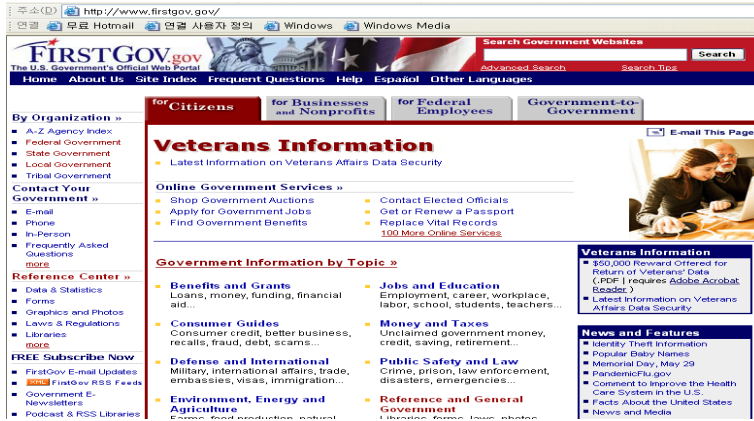 주소(D) http://www.firstgov.gov/
연결 무료 Hotmail 연결 사용자 정의 Windows Windows Media
FIRSTGOV.gov
The U.S. Government's Official Web Portal
Search Government Websites
Search
Advanced Search Search Tips
Home About Us Site Index Frequent Questions Help Español Other Languages
for Citizens
for Businesses and Nonprofits
for Federal Employees
Government-to-Government
By Organization »
A-Z Agency Index
Federal Government
State Government
Local Government
Tribal Government
Contact Your
Government »
E-mail
Phone
In-Person
Frequently Asked
Questions
more
Reference Center »
Data & Statistics
Forms
Graphics and Photos
Laws & Regulations
Libraries
more
FREE Subscribe Now
FirstGov E-mail Updates
XML FirstGov RSS Feeds
Government E-
Newsletters
Podcast & RSS Libraries
E-mail This Page
Veterans Information
Latest Information on Veterans Affairs Data Security
Online Government Services »
Shop Government Auctions
Apply for Government Jobs
Find Government Benefits
Contact Elected Officials
Get or Renew a Passport
Replace Vital Records
100 More Online Services
Government Information by Topic »
Benefits and Grants
Loans, money, funding, financial
aid...
Consumer Guides
Consumer credit, better business,
recalls, fraud, debt, scams...
Defense and International
Military, international affairs, trade,
embassies, visas, immigration...
Environment, Energy and
Agriculture
Farms, food production, natural
Jobs and Education
Employment, career, workplace,
labor, school, students, teachers...
Money and Taxes
Unclaimed government money,
credit, saving, retirement...
Public Safety and Law
Crime, prison, law enforcement,
disasters, emergencies...
Reference and General
Government
Libraries, forms, laws, photos,
Veterans Information
$50,000 Reward Offered for
Return of Veterans' Data
(.PDF | requires Adobe Acrobat
Reader )
Latest Information on Veterans
Affairs Data Security
News and Features
Identity Theft Information
Popular Baby Names
Memorial Day, May 29
PandemicFlu.gov
Comment to Improve the Health
Care System in the U.S.
Facts About the United States
News and Media